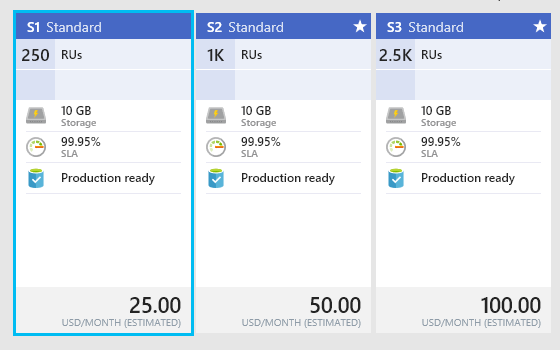 S1 Standard
250 RUs
10 GB
Storage
99.95%
SLA
Production ready
25.00
USD/MONTH (ESTIMATED)
S2 Standard
1K RUs
10 GB
Storage
99.95%
SLA
Production ready
50.00
USD/MONTH (ESTIMATED)
S3 Standard
2.5K RUs
10 GB
Storage
99.95%
SLA
Production ready
100.00
USD/MONTH (ESTIMATED)